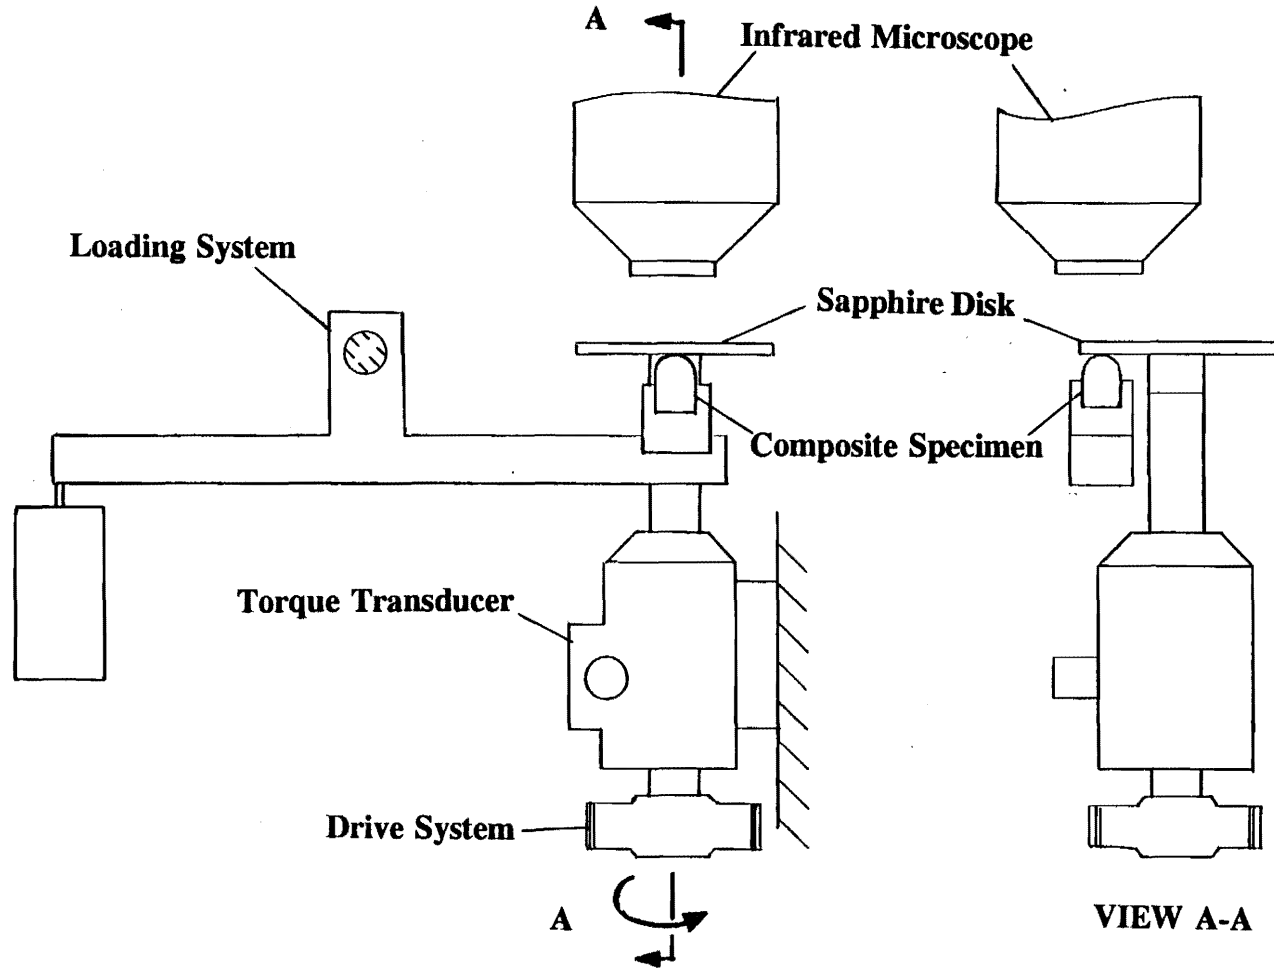 A
Infrared Microscope
Loading System
Sapphire Disk
Composite Specimen
Torque Transducer
Drive System
A
VIEW A-A